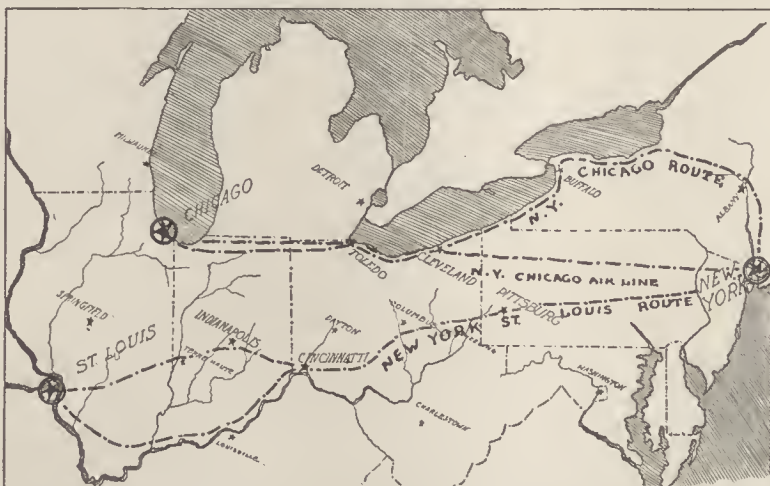 MILWAUKEE
CHICAGO
DETROIT
BUFFALO
CHICAGO ROUTE
N.Y.
ALBANY
TOLEDO
CLEVELAND
N.Y. CHICAGO AIR LINE
NEW YORK
SPRINGFIELD
ST. LOUIS
INDIANAPOLIS
TERRE HAUTE
DAYTON
COLUMBUS
PITTSBURG
NEW YORK ST. LOUIS ROUTE
CINCINNATTI
WASHINGTON
CHARLESTOWN
LOUISVILLE